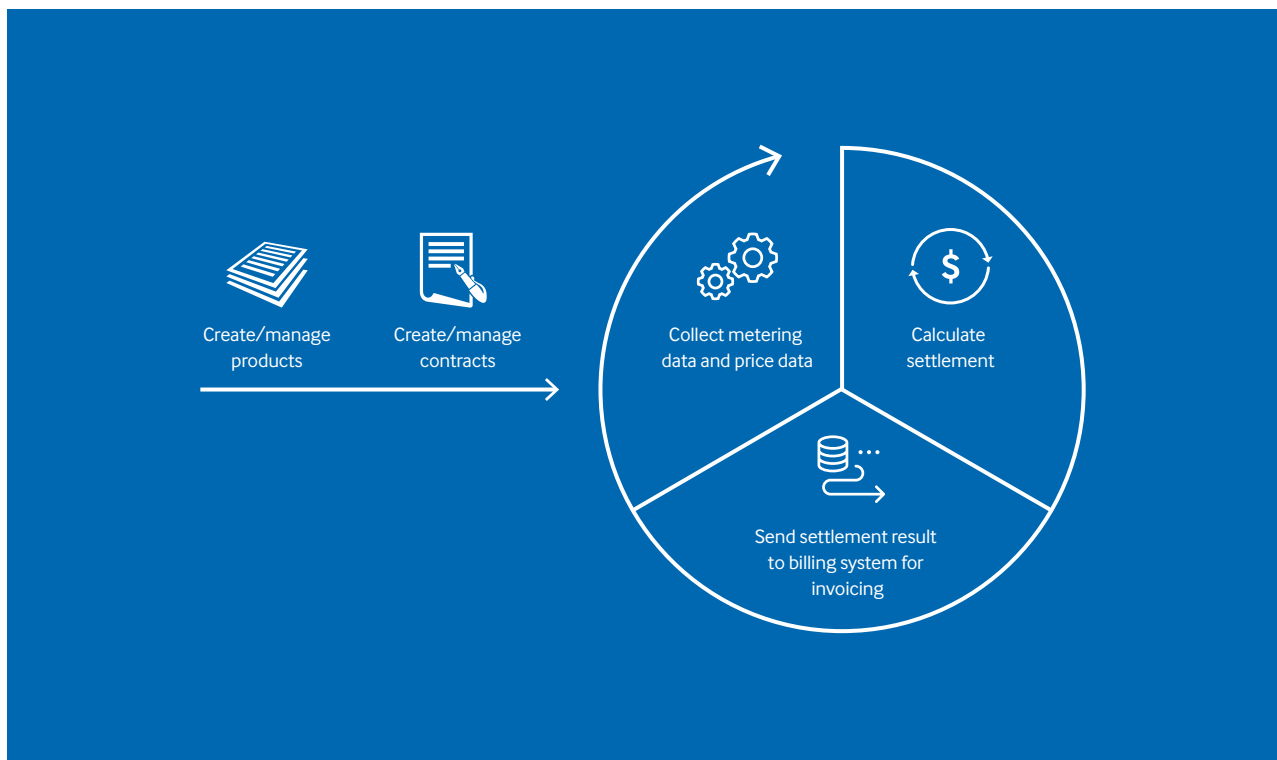 Create/manage
products
Create/manage
contracts
Collect metering
data and price data
$
Calculate
settlement
Send settlement result
to billing system for
invoicing